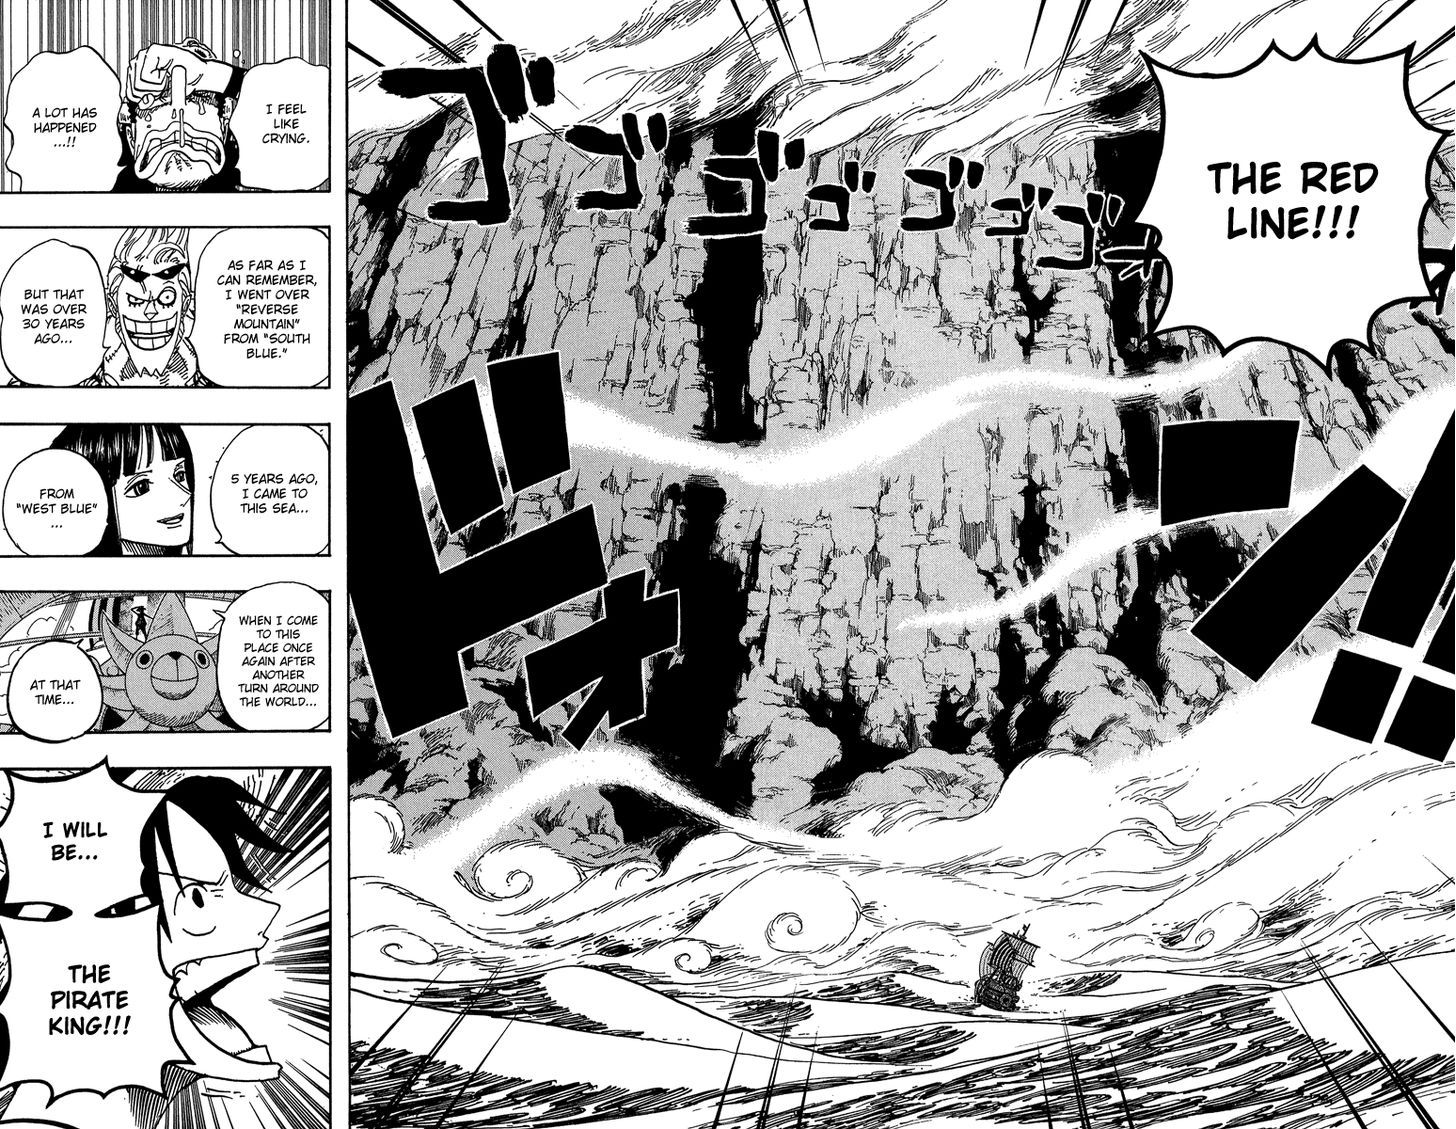 THE RED
LINE!!!
ゴゴゴゴゴゴゴ
ドォン!!
I FEEL
LIKE
CRYING.
A LOT HAS
HAPPENED
...!!
AS FAR AS I
CAN REMEMBER,
I WENT OVER
"REVERSE
MOUNTAIN"
FROM "SOUTH
BLUE."
BUT THAT
WAS OVER
30 YEARS
AGO...
5 YEARS AGO,
I CAME TO
THIS SEA...
FROM
"WEST BLUE"
...
WHEN I COME
TO THIS
PLACE ONCE
AGAIN AFTER
ANOTHER
TURN AROUND
THE WORLD...
AT THAT
TIME...
I WILL
BE...
THE
PIRATE
KING!!!